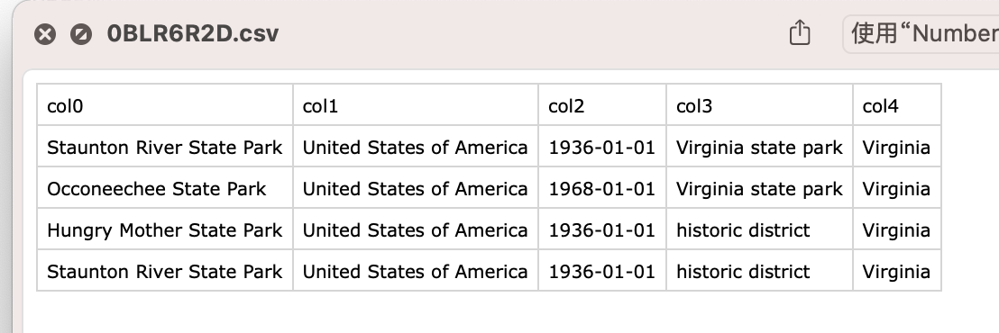 0BLR6R2D.csv 使用“Number
col0 col1 col2 col3 col4
Staunton River State Park United States of America 1936-01-01 Virginia state park Virginia
Occoneechee State Park United States of America 1968-01-01 Virginia state park Virginia
Hungry Mother State Park United States of America 1936-01-01 historic district Virginia
Staunton River State Park United States of America 1936-01-01 historic district Virginia